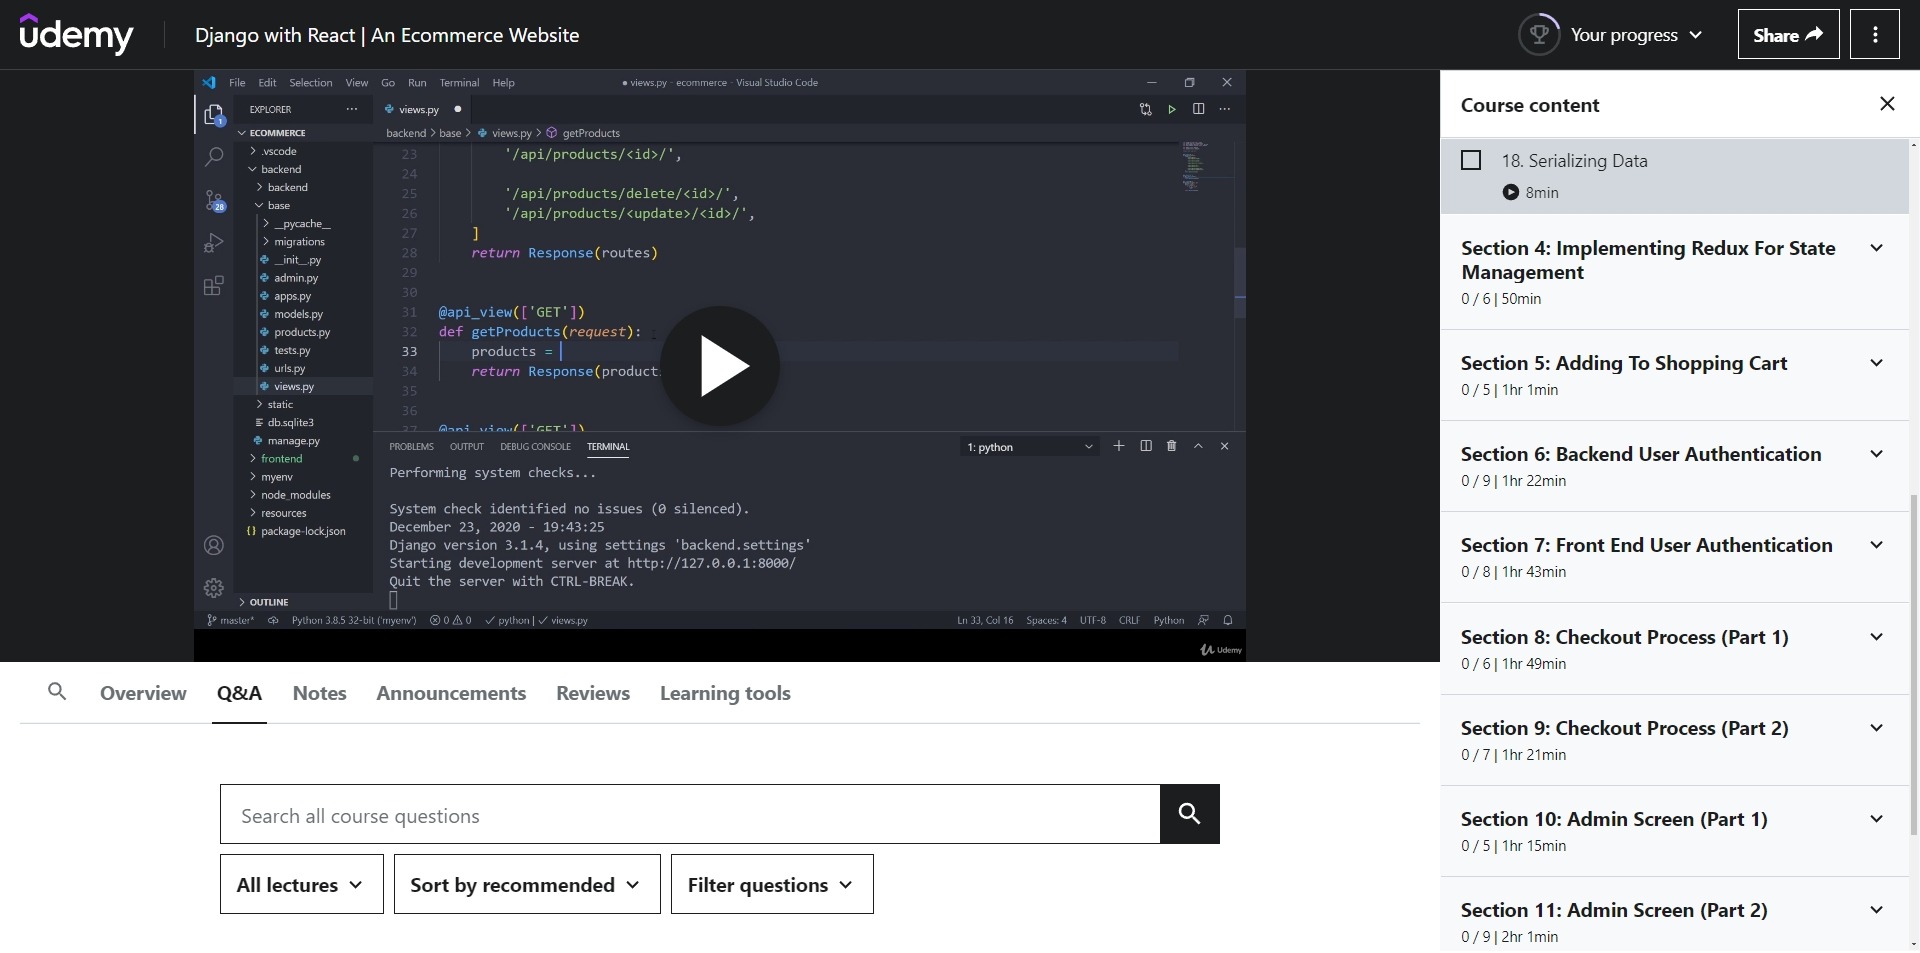 udemy
Django with React | An Ecommerce Website
Your progress
Share
File Edit Selection View Go Run Terminal Help
● views.py - ecommerce - Visual Studio Code
EXPLORER
ECOMMERCE
.vscode
backend
backend
base
__pycache__
migrations
__init__.py
admin.py
apps.py
models.py
products.py
tests.py
urls.py
views.py
static
db.sqlite3
manage.py
frontend
myenv
node_modules
resources
package-lock.json
OUTLINE
1
28
views.py
backend > base > views.py > getProducts
23 '/api/products/<id>/',
24
25 '/api/products/delete/<id>/',
26 '/api/products/<update>/<id>/',
27 ]
28 return Response(routes)
29
30
31 @api_view(['GET'])
32 def getProducts(request):
33 products =
34 return Response(product
35
36
37 @api_view(['GET'])
PROBLEMS OUTPUT DEBUG CONSOLE TERMINAL
1: python
Performing system checks...
System check identified no issues (0 silenced).
December 23, 2020 - 19:43:25
Django version 3.1.4, using settings 'backend.settings'
Starting development server at http://127.0.0.1:8000/
Quit the server with CTRL-BREAK.
master* Python 3.8.5 32-bit ('myenv') 0 0 python | views.py
Ln 33, Col 16 Spaces: 4 UTF-8 CRLF Python
Udemy
Overview Q&A Notes Announcements Reviews Learning tools
Search all course questions
All lectures Sort by recommended Filter questions
Course content
18. Serializing Data
8min
Section 4: Implementing Redux For State
Management
0 / 6 | 50min
Section 5: Adding To Shopping Cart
0 / 5 | 1hr 1min
Section 6: Backend User Authentication
0 / 9 | 1hr 22min
Section 7: Front End User Authentication
0 / 8 | 1hr 43min
Section 8: Checkout Process (Part 1)
0 / 6 | 1hr 49min
Section 9: Checkout Process (Part 2)
0 / 7 | 1hr 21min
Section 10: Admin Screen (Part 1)
0 / 5 | 1hr 15min
Section 11: Admin Screen (Part 2)
0 / 9 | 2hr 1min